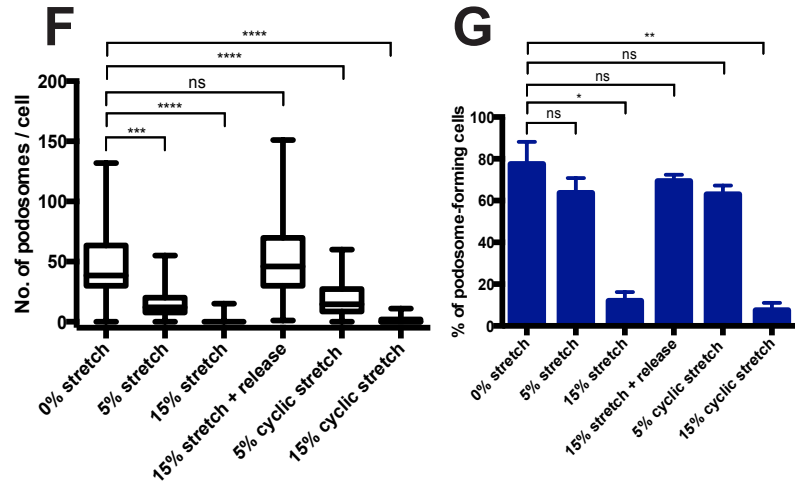 F
****
****
ns
****
***
No. of podosomes / cell
200
150
100
50
0
0% stretch
5% stretch
15% stretch
15% stretch + release
5% cyclic stretch
15% cyclic stretch
G
**
ns
ns
*
ns
% of podosome-forming cells
100
80
60
40
20
0
0% stretch
5% stretch
15% stretch
15% stretch + release
5% cyclic stretch
15% cyclic stretch